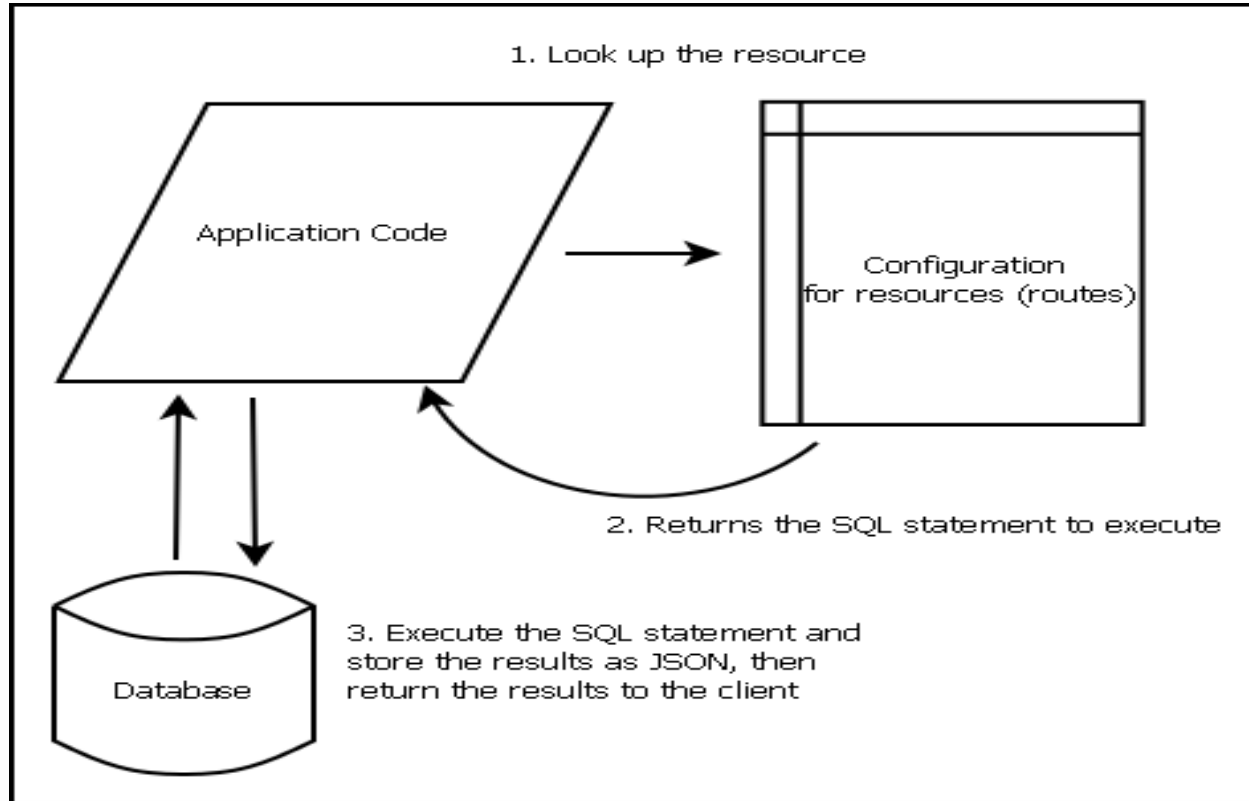 1. Look up the resource
Application Code
Configuration
for resources (routes)
2. Returns the SQL statement to execute
3. Execute the SQL statement and
store the results as JSON, then
return the results to the client
Database